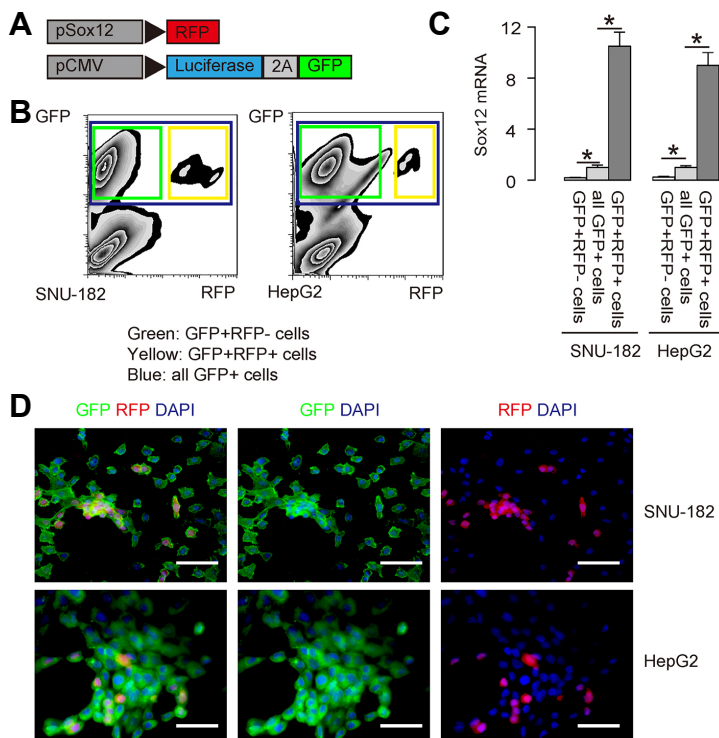 A
pSox12 RFP
pCMV Luciferase 2A GFP
B
GFP
GFP
SNU-182 RFP
HepG2 RFP
Green: GFP+RFP- cells
Yellow: GFP+RFP+ cells
Blue: all GFP+ cells
C
Sox12 mRNA
12
8
4
0
* * * *
GFP+RFP- cells
all GFP+ cells
GFP+RFP+ cells
GFP+RFP- cells
all GFP+ cells
GFP+RFP+ cells
SNU-182 HepG2
D
GFP RFP DAPI
GFP DAPI
RFP DAPI
SNU-182
HepG2